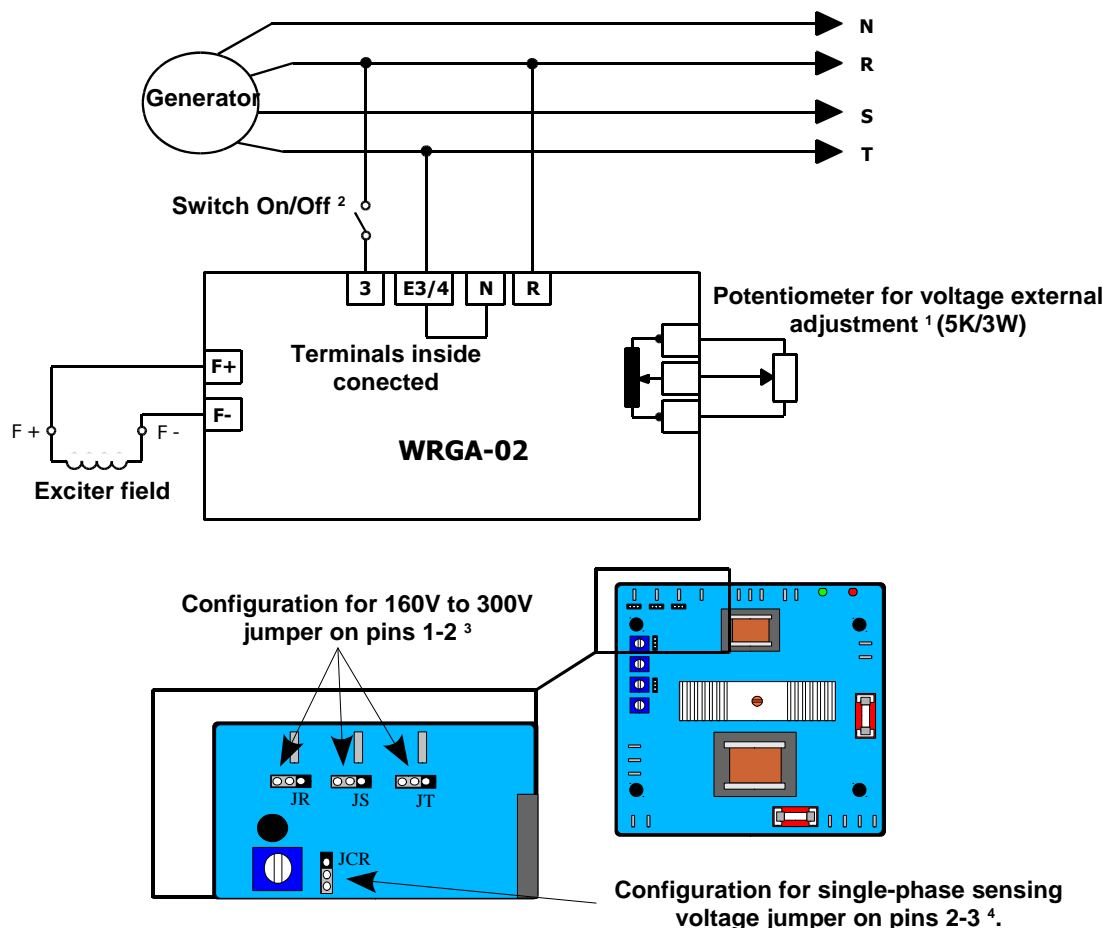 N
R
Generator
S
T
Switch On/Off ²
3 E3/4 N R
Potentiometer for voltage external
adjustment ¹ (5K/3W)
Terminals inside
conected
F+
F-
F + F -
WRGA-02
Exciter field
Configuration for 160V to 300V
jumper on pins 1-2 ³
JR JS JT
JCR
Configuration for single-phase sensing
voltage jumper on pins 2-3 ⁴.